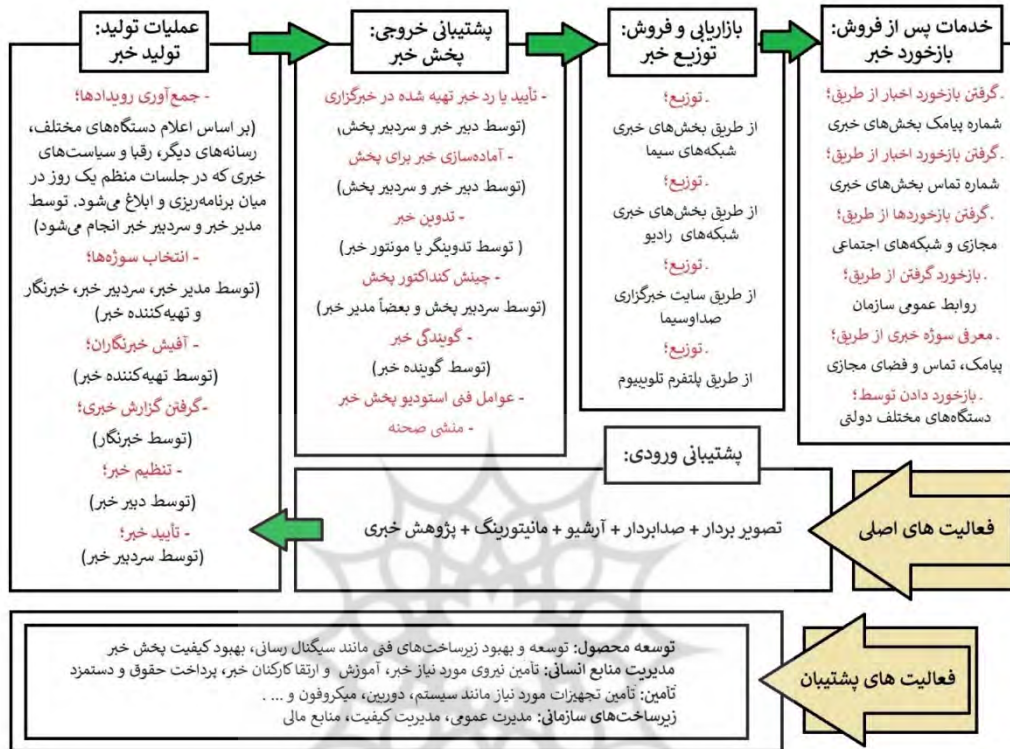 خدمات پس از فروش:
بازخورد خبر
. گرفتن بازخورد اخبار از طریق؛
شماره پیامک بخش‌های خبری
. گرفتن بازخورد اخبار از طریق؛
شماره تماس بخش‌های خبری
. گرفتن بازخوردها از طریق؛
مجازی و شبکه‌های اجتماعی
. بازخورد گرفتن از طریق؛
روابط عمومی سازمان
. معرفی سوژه خبری از طریق؛
پیامک، تماس و فضای مجازی
. بازخورد دادن توسط؛
دستگاه‌های مختلف دولتی
بازاریابی و فروش:
توزیع خبر
. توزیع؛
از طریق بخش‌های خبری
شبکه‌های سیما
. توزیع؛
از طریق بخش‌های خبری
شبکه‌های رادیو
. توزیع؛
از طریق سایت خبرگزاری
صداوسیما
. توزیع؛
از طریق پلتفرم تلوبیوم
پشتیبانی خروجی:
پخش خبر
- تأیید یا رد خبر تهیه شده در خبرگزاری
(توسط دبیر خبر و سردبیر پخش)
- آماده‌سازی خبر برای پخش
(توسط دبیر خبر و سردبیر پخش)
- تدوین خبر
( توسط تدوینگر یا مونتور خبر)
- چینش کنداکتور پخش
(توسط سردبیر پخش و بعضاً مدیر خبر)
- گویندگی خبر
(توسط گوینده خبر)
- عوامل فنی استودیو پخش خبر
- منشی صحنه
عملیات تولید:
تولید خبر
- جمع‌آوری رویدادها؛
(بر اساس اعلام دستگاه‌های مختلف،
رسانه‌های دیگر، رقبا و سیاست‌های
خبری که در جلسات منظم یک روز در
میان برنامه‌ریزی و ابلاغ می‌شود. توسط
مدیر خبر و سردبیر خبر انجام می‌شود)
- انتخاب سوژه‌ها؛
(توسط مدیر خبر، سردبیر خبر، خبرنگار
و تهیه‌کننده خبر)
- آفیش خبرنگاران؛
(توسط تهیه‌کننده خبر)
-گرفتن گزارش خبری؛
(توسط خبرنگار)
- تنظیم خبر؛
(توسط دبیر خبر)
- تأیید خبر؛
(توسط سردبیر خبر)
پشتیبانی ورودی:
تصویر بردار + صدابردار + آرشیو + مانیتورینگ + پژوهش خبری
فعالیت های اصلی
توسعه محصول: توسعه و بهبود زیرساخت‌های فنی مانند سیگنال رسانی، بهبود کیفیت پخش خبر
مدیریت منابع انسانی: تأمین نیروی مورد نیاز خبر، آموزش و ارتقا کارکنان خبر، پرداخت حقوق و دستمزد
تأمین: تأمین تجهیزات مورد نیاز مانند سیستم، دوربین، میکروفون و ... .
زیرساخت‌های سازمانی: مدیرت عمومی، مدیریت کیفیت، منابع مالی
فعالیت های پشتیبان